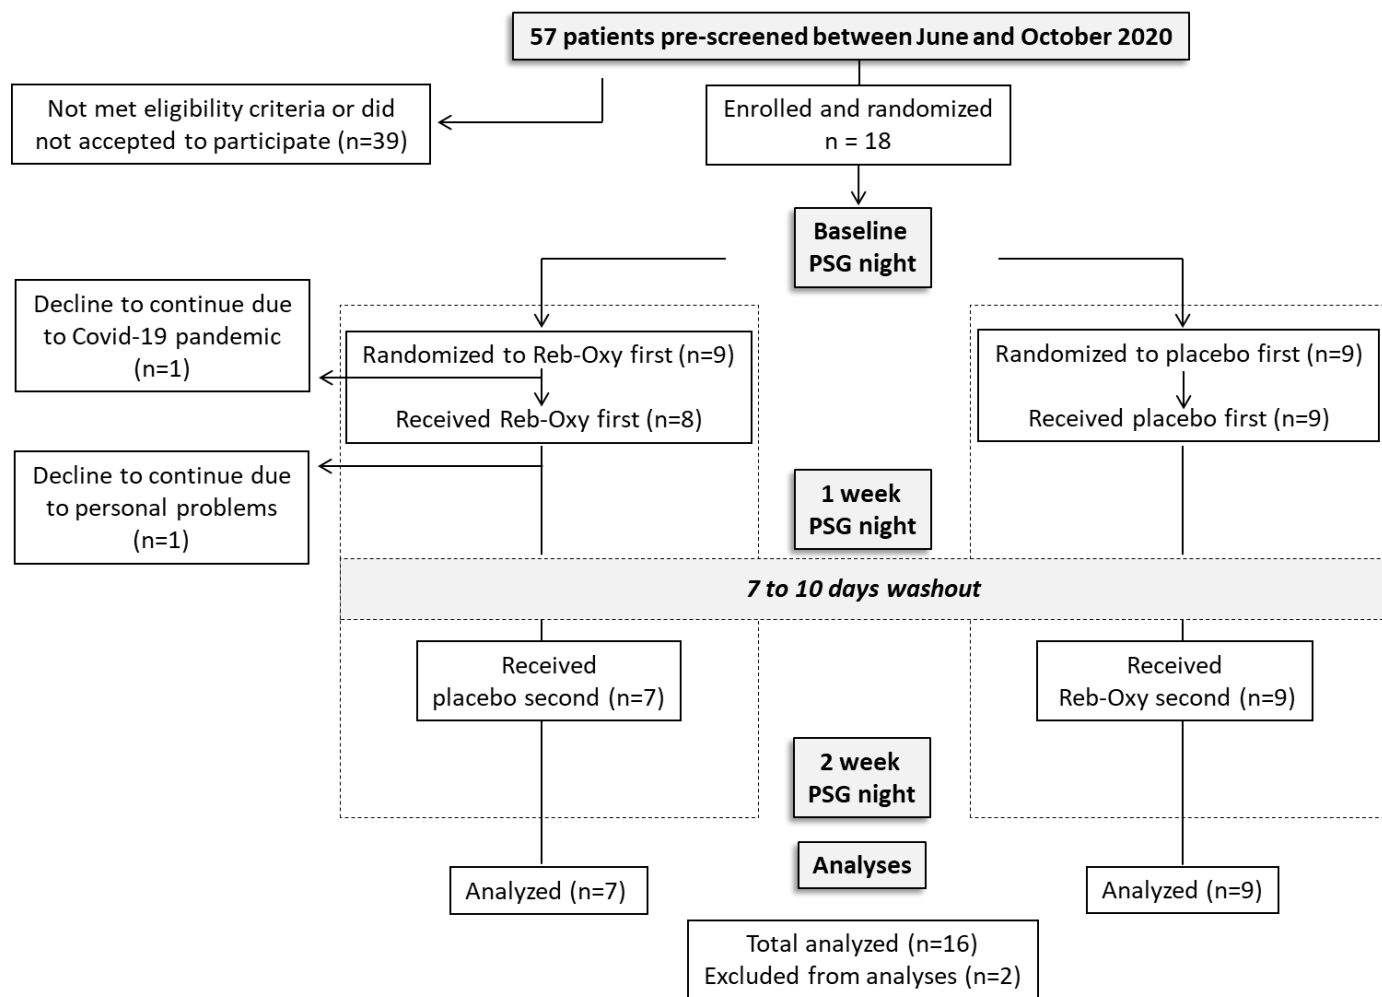 57 patients pre-screened between June and October 2020
Not met eligibility criteria or did
not accepted to participate (n=39)
Enrolled and randomized
n = 18
Baseline
PSG night
Decline to continue due
to Covid-19 pandemic
(n=1)
Randomized to Reb-Oxy first (n=9)
Received Reb-Oxy first (n=8)
Randomized to placebo first (n=9)
Received placebo first (n=9)
Decline to continue due
to personal problems
(n=1)
1 week
PSG night
7 to 10 days washout
Received
placebo second (n=7)
Received
Reb-Oxy second (n=9)
2 week
PSG night
Analyses
Analyzed (n=7)
Analyzed (n=9)
Total analyzed (n=16)
Excluded from analyses (n=2)